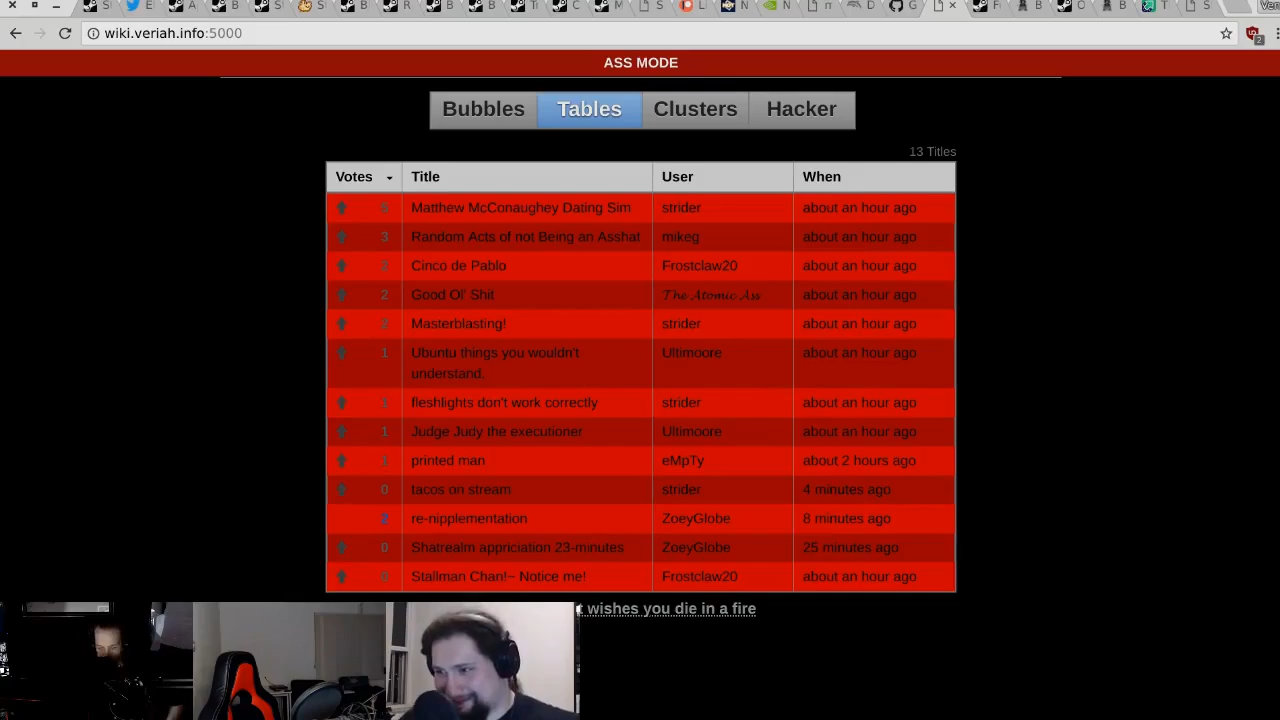 wiki.veriah.info:5000
2
ASS MODE
Bubbles Tables Clusters Hacker
13 Titles
Votes Title User When
Matthew McConaughey Dating Sim strider about an hour ago
3 Random Acts of not Being an Asshat mikeg about an hour ago
Cinco de Pablo Frostclaw20 about an hour ago
2 Good Ol' Shit The Atomic Ass about an hour ago
Masterblasting! strider about an hour ago
1 Ubuntu things you wouldn't Ultimoore about an hour ago
understand.
fleshlights don't work correctly strider about an hour ago
1 Judge Judy the executioner Ultimoore about an hour ago
printed man eMpTy about 2 hours ago
0 tacos on stream strider 4 minutes ago
2 re-nipplementation ZoeyGlobe 8 minutes ago
0 Shatrealm appriciation 23-minutes ZoeyGlobe 25 minutes ago
Stallman Chan!~ Notice me! Frostclaw20 about an hour ago
t wishes you die in a fire